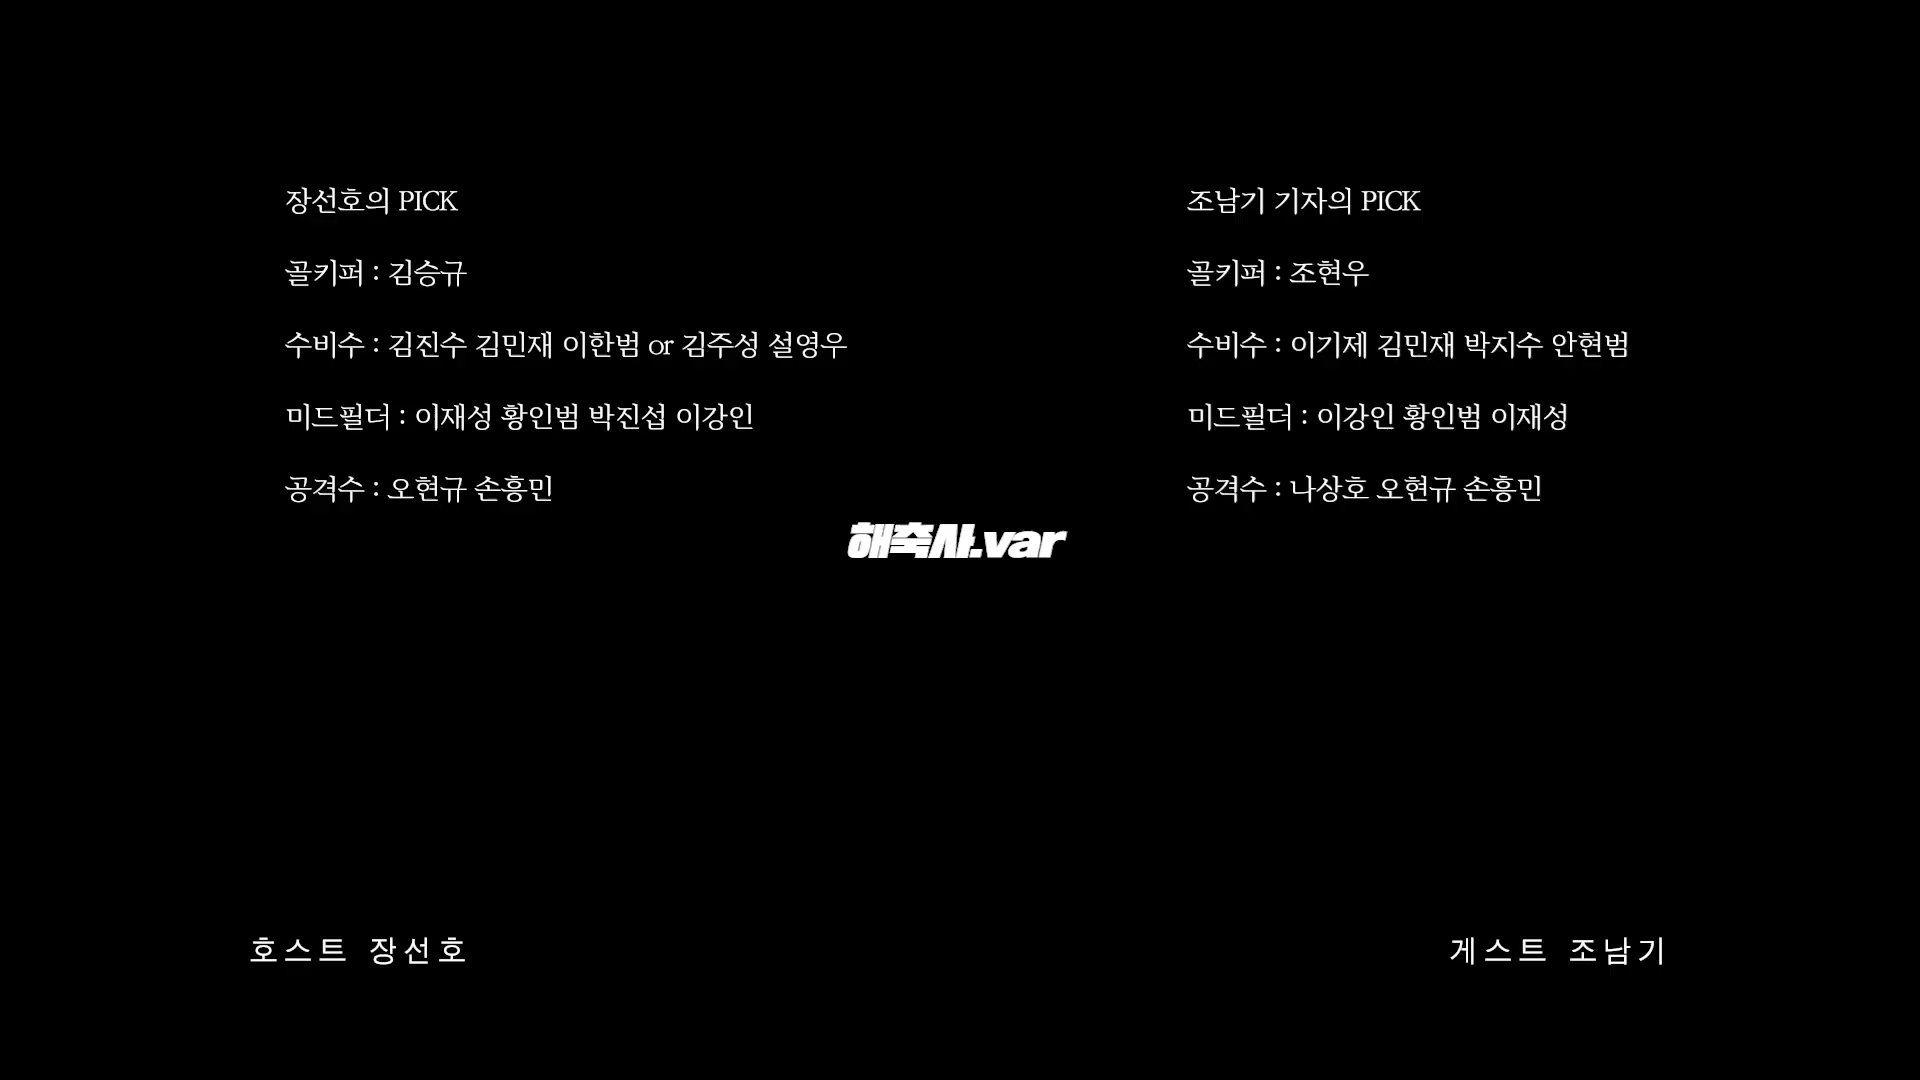 장선호의 PICK
골키퍼 : 김승규
수비수 : 김진수 김민재 이한범 or 김주성 설영우
미드필더 : 이재성 황인범 박진섭 이강인
공격수 : 오현규 손흥민
조남기 기자의 PICK
골키퍼 : 조현우
수비수 : 이기제 김민재 박지수 안현범
미드필더 : 이강인 황인범 이재성
공격수 : 나상호 오현규 손흥민
해축사.var
호스트 장선호
게스트 조남기